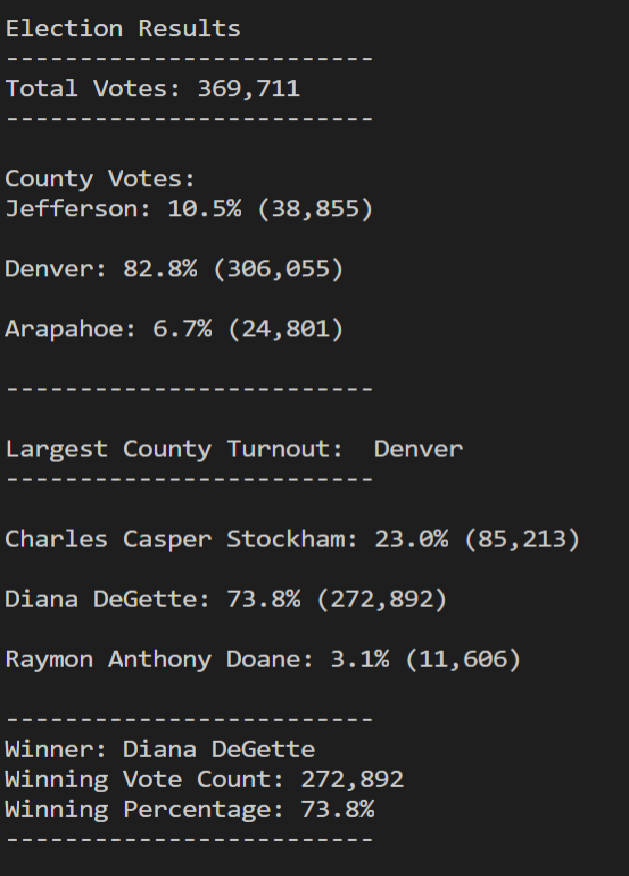 Election Results
-------------------------
Total Votes: 369,711
-------------------------
County Votes:
Jefferson: 10.5% (38,855)
Denver: 82.8% (306,055)
Arapahoe: 6.7% (24,801)
-------------------------
Largest County Turnout:  Denver
-------------------------
Charles Casper Stockham: 23.0% (85,213)
Diana DeGette: 73.8% (272,892)
Raymon Anthony Doane: 3.1% (11,606)
-------------------------
Winner: Diana DeGette
Winning Vote Count: 272,892
Winning Percentage: 73.8%
-------------------------